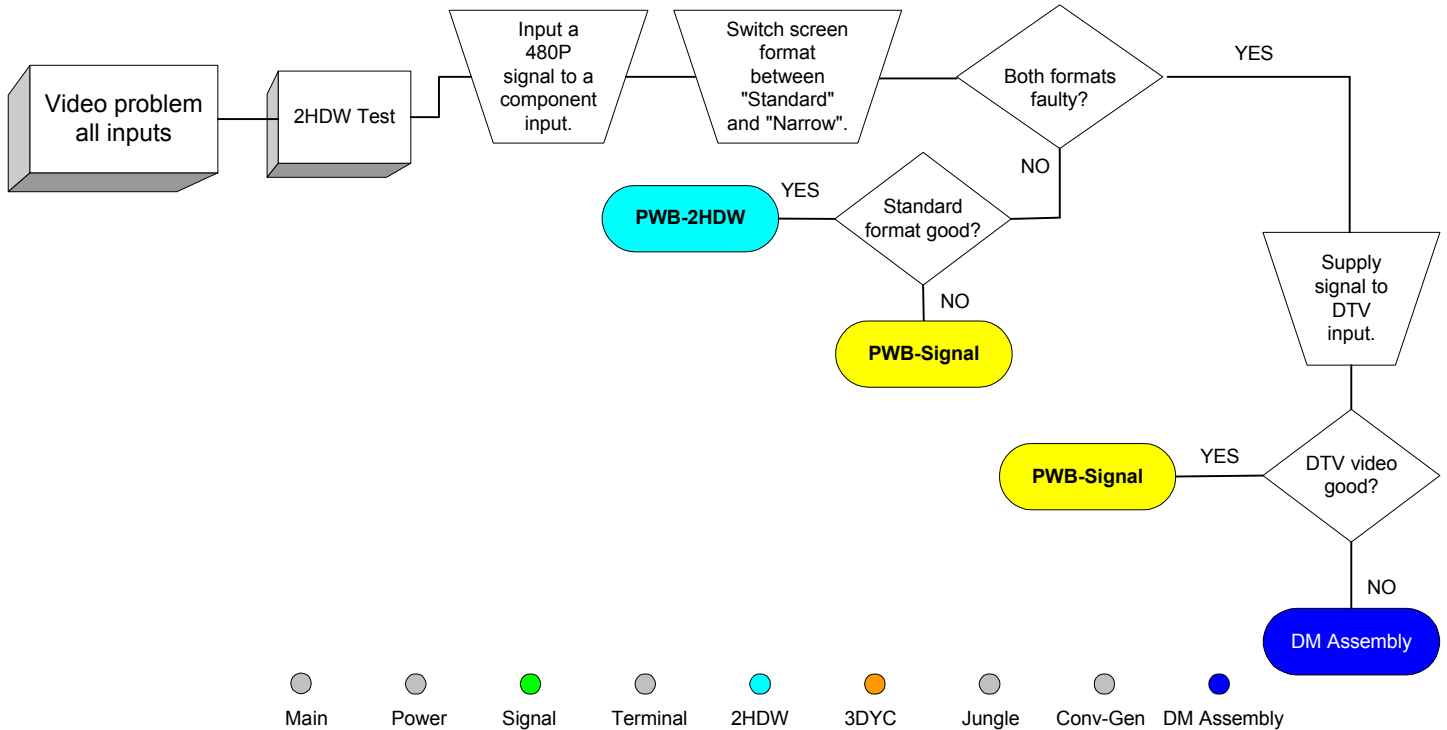 Video problem
all inputs
2HDW Test
Input a
480P
signal to a
component
input.
Switch screen
format
between
"Standard"
and "Narrow".
Both formats
faulty?
YES
NO
Standard
format good?
YES
PWB-2HDW
NO
PWB-Signal
Supply
signal to
DTV
input.
DTV video
good?
YES
PWB-Signal
NO
DM Assembly
Main
Power
Signal
Terminal
2HDW
3DYC
Jungle
Conv-Gen
DM Assembly